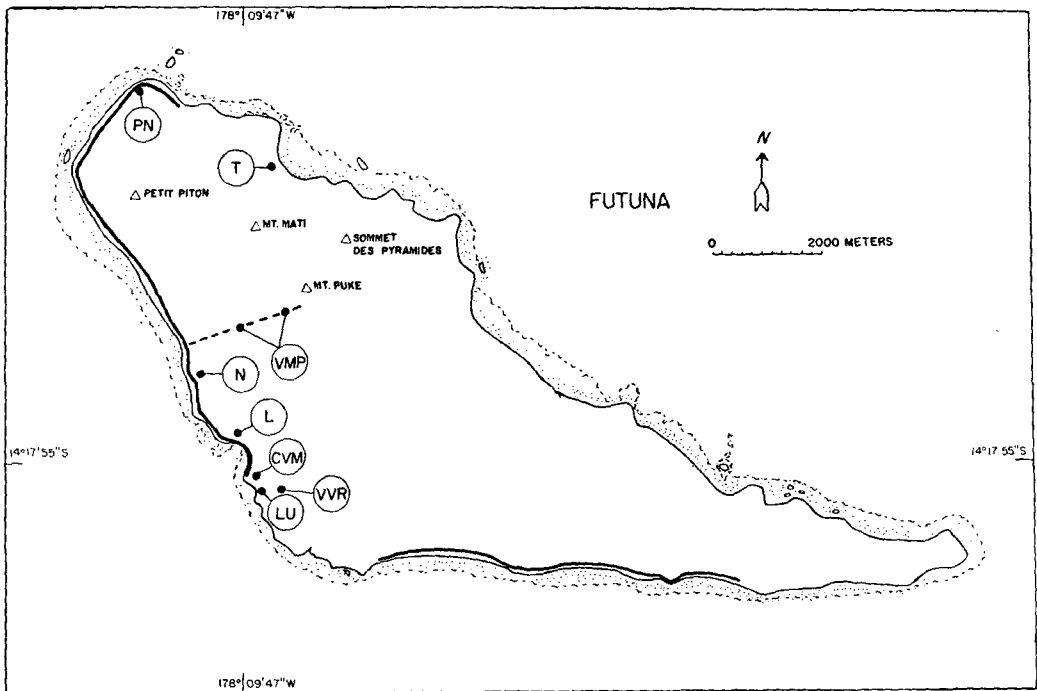 178° 09'47"W
PN
T
N
PETIT PITON
MT. MATI
SOMMET
DES PYRAMIDES
FUTUNA
0 2000 METERS
MT. PUKE
VMP
N
L
14°17'55"S
14°17 55"S
CVM
VVR
LU
178° 09'47"W